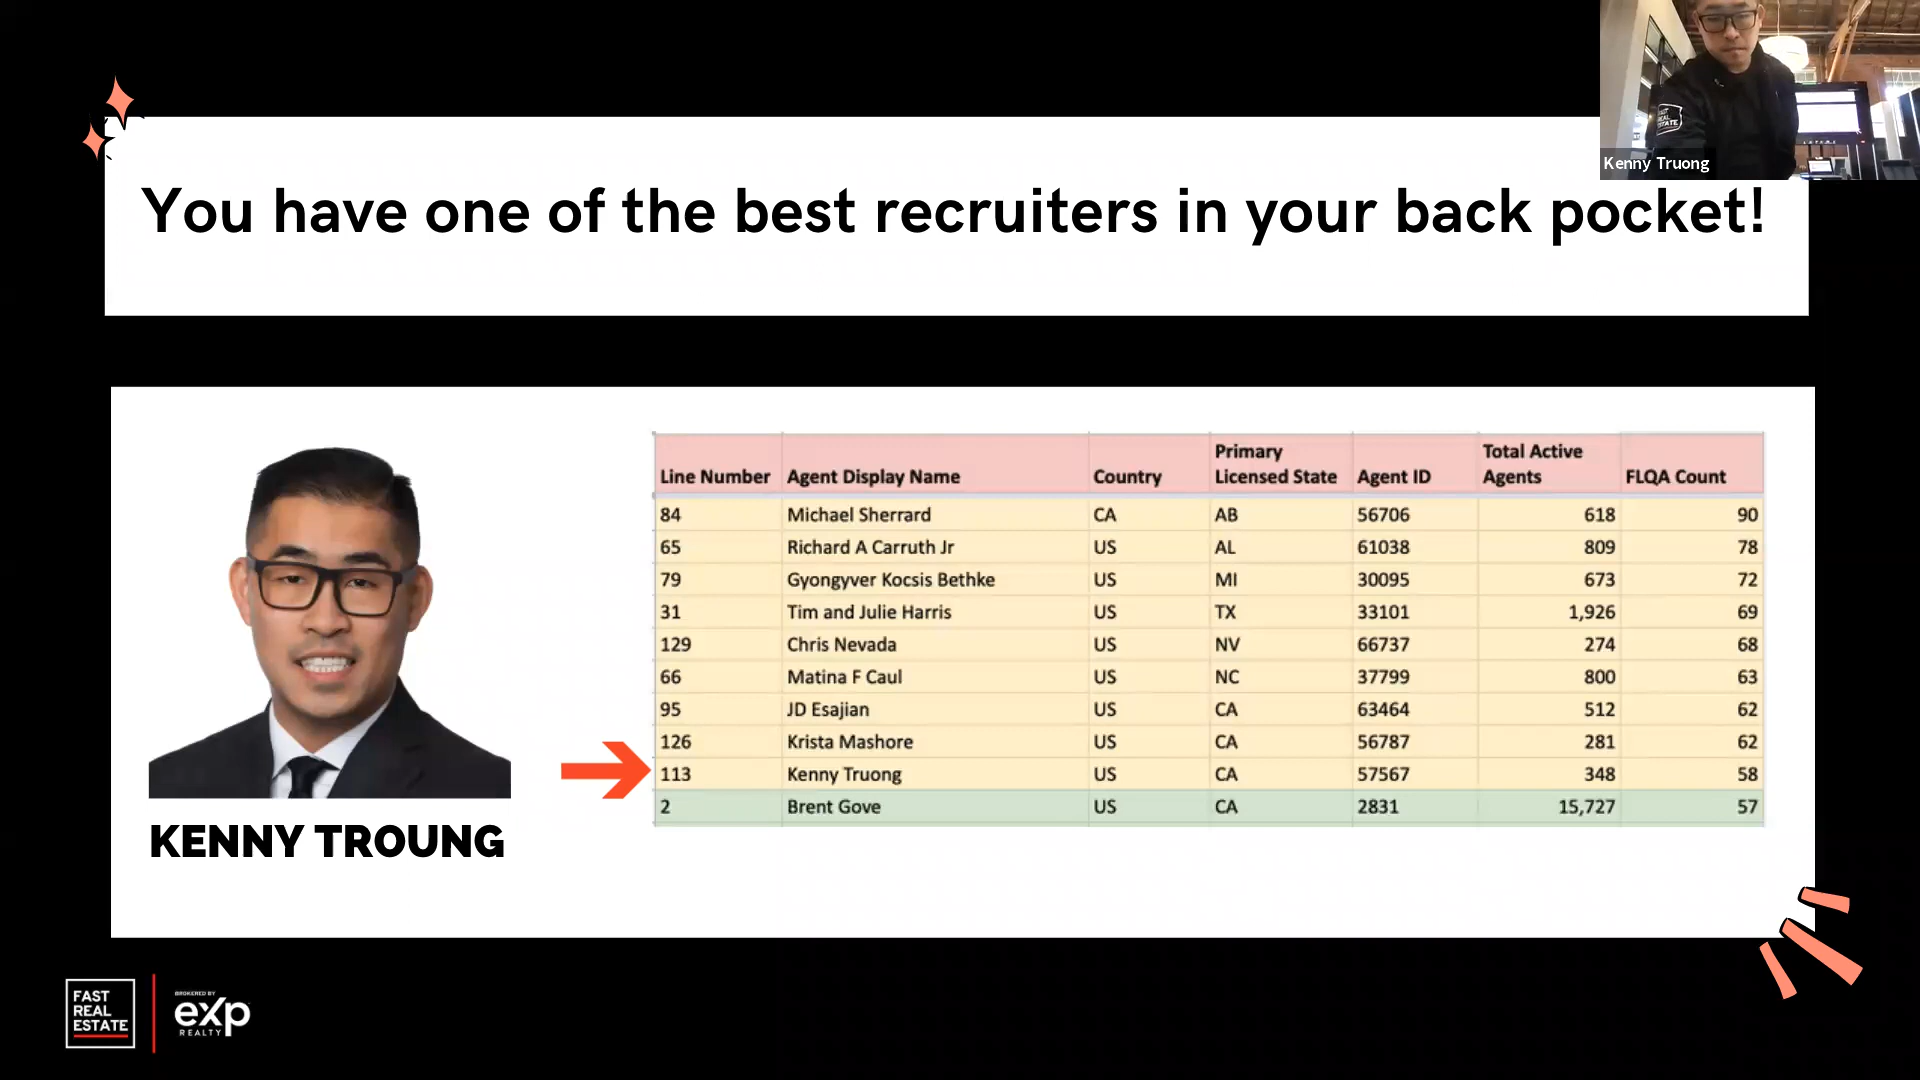 Kenny Truong
You have one of the best recruiters in your back pocket!
Line Number Agent Display Name Country Primary Licensed State Agent ID Total Active Agents FLQA Count
84 Michael Sherrard CA AB 56706 618 90
65 Richard A Carruth Jr US AL 61038 809 78
79 Gyongyver Kocsis Bethke US MI 30095 673 72
31 Tim and Julie Harris US TX 33101 1,926 69
129 Chris Nevada US NV 66737 274 68
66 Matina F Caul US NC 37799 800 63
95 JD Esajian US CA 63464 512 62
126 Krista Mashore US CA 56787 281 62
113 Kenny Truong US CA 57567 348 58
2 Brent Gove US CA 2831 15,727 57
KENNY TROUNG
FAST
REAL
ESTATE
BROKERED BY
exp
REALTY
FAST
REAL
ESTATE